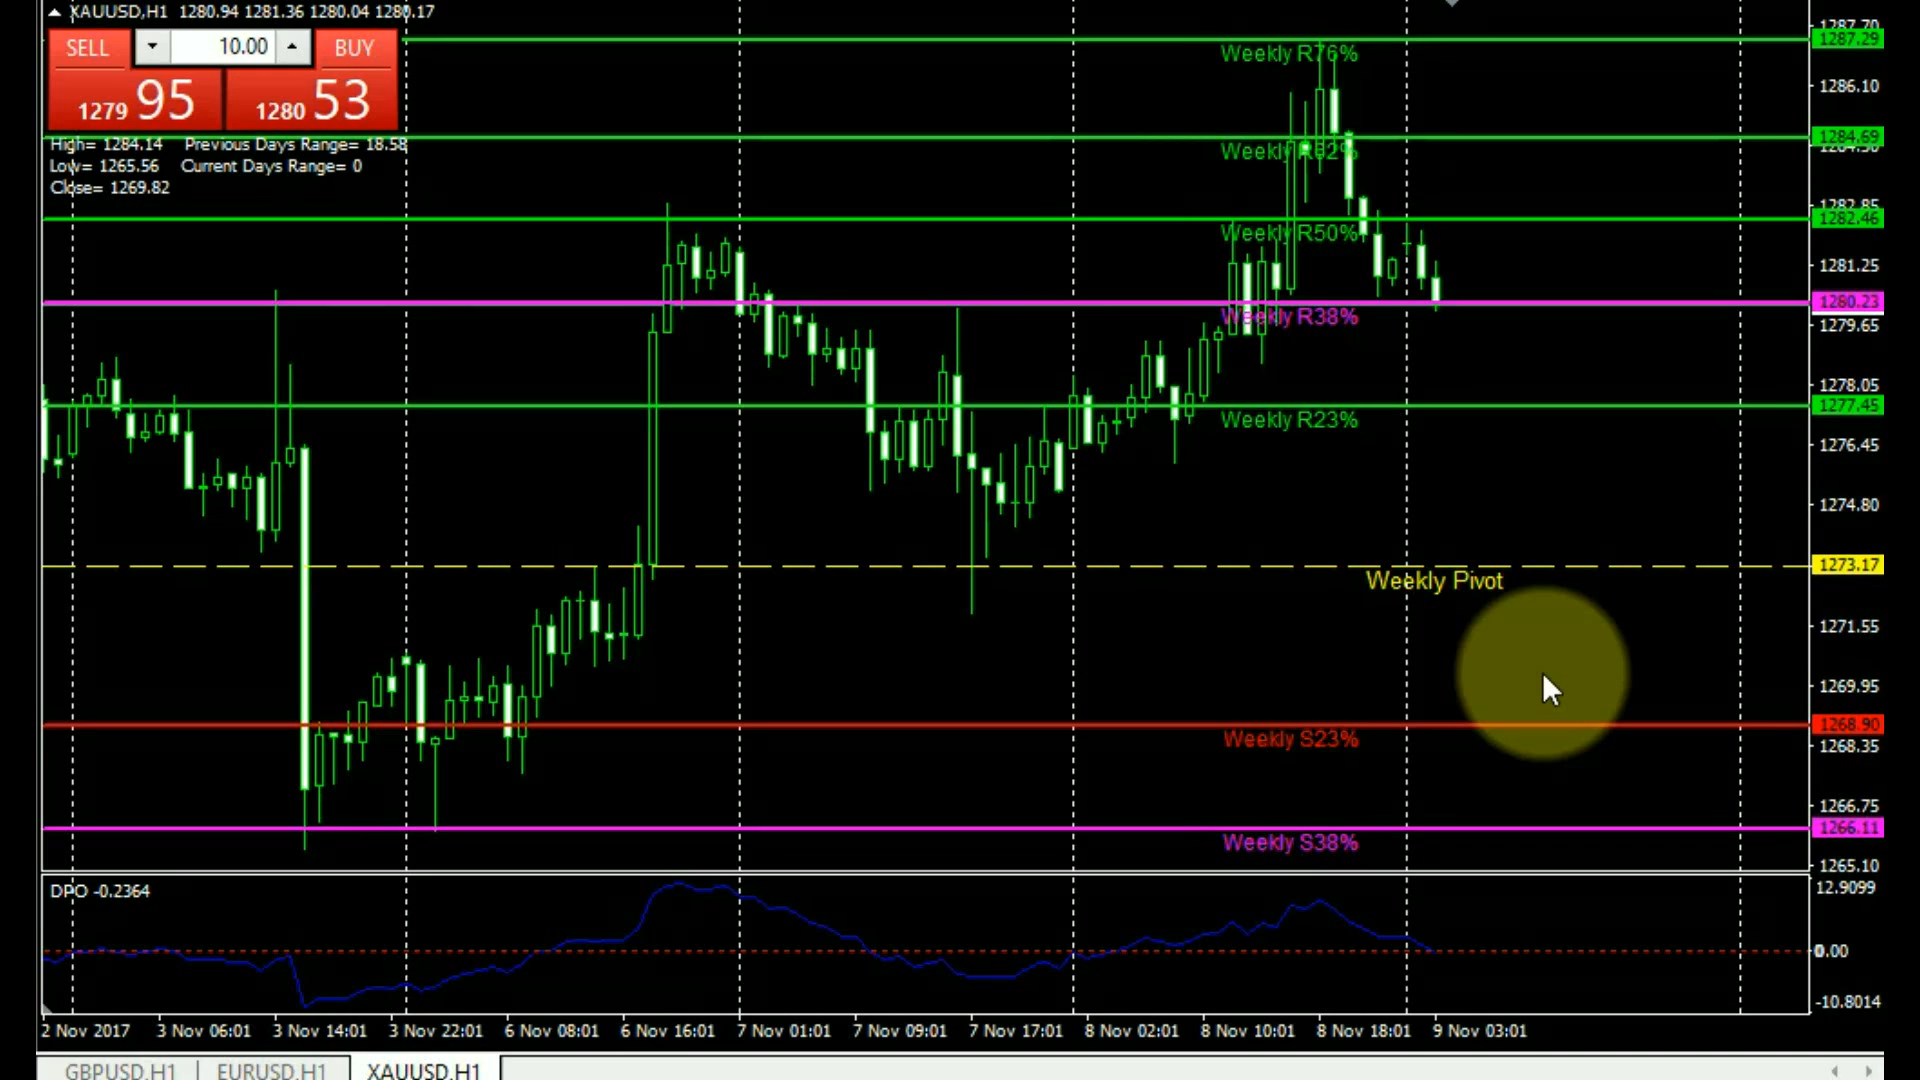 XAUUSD,H1 1280.94 1281.36 1280.04 1280.17
SELL 10.00 BUY
1279 95 1280 53
High= 1284.14 Previous Days Range= 18.58
Low= 1265.56 Current Days Range= 0
Close= 1269.82
Weekly R76%
Weekly R62%
Weekly R50%
Weekly R38%
Weekly R23%
Weekly Pivot
Weekly S23%
Weekly S38%
1287.70
1287.29
1286.10
1284.69
1284.50
1282.85
1282.46
1281.25
1280.23
1279.65
1278.05
1277.45
1276.45
1274.80
1273.17
1271.55
1269.95
1268.90
1268.35
1266.75
1266.11
1265.10
DPO -0.2364
12.9099
0.00
-10.8014
2 Nov 2017 3 Nov 06:01 3 Nov 14:01 3 Nov 22:01 6 Nov 08:01 6 Nov 16:01 7 Nov 01:01 7 Nov 09:01 7 Nov 17:01 8 Nov 02:01 8 Nov 10:01 8 Nov 18:01 9 Nov 03:01
GBPUSD,H1 EURUSD,H1 XAUUSD,H1